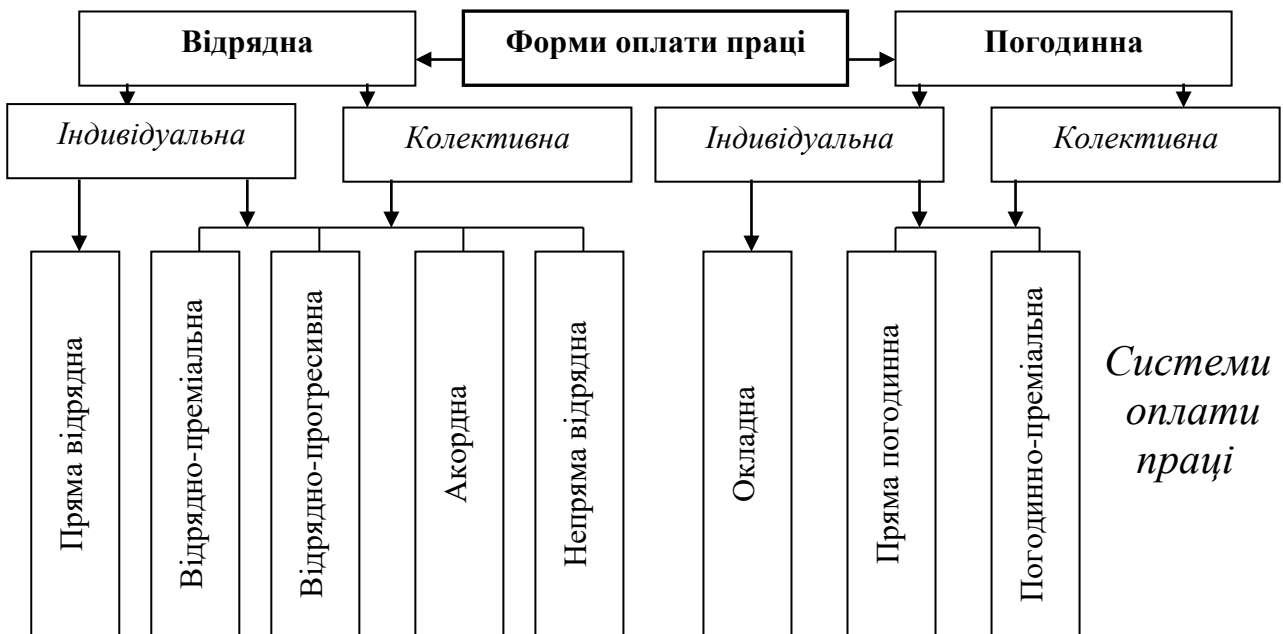 Відрядна
Форми оплати праці
Погодинна
Індивідуальна
Колективна
Індивідуальна
Колективна
Пряма відрядна
Відрядно-преміальна
Відрядно-прогресивна
Акордна
Непряма відрядна
Окладна
Пряма погодинна
Погодинно-преміальна
Системи
оплати
праці